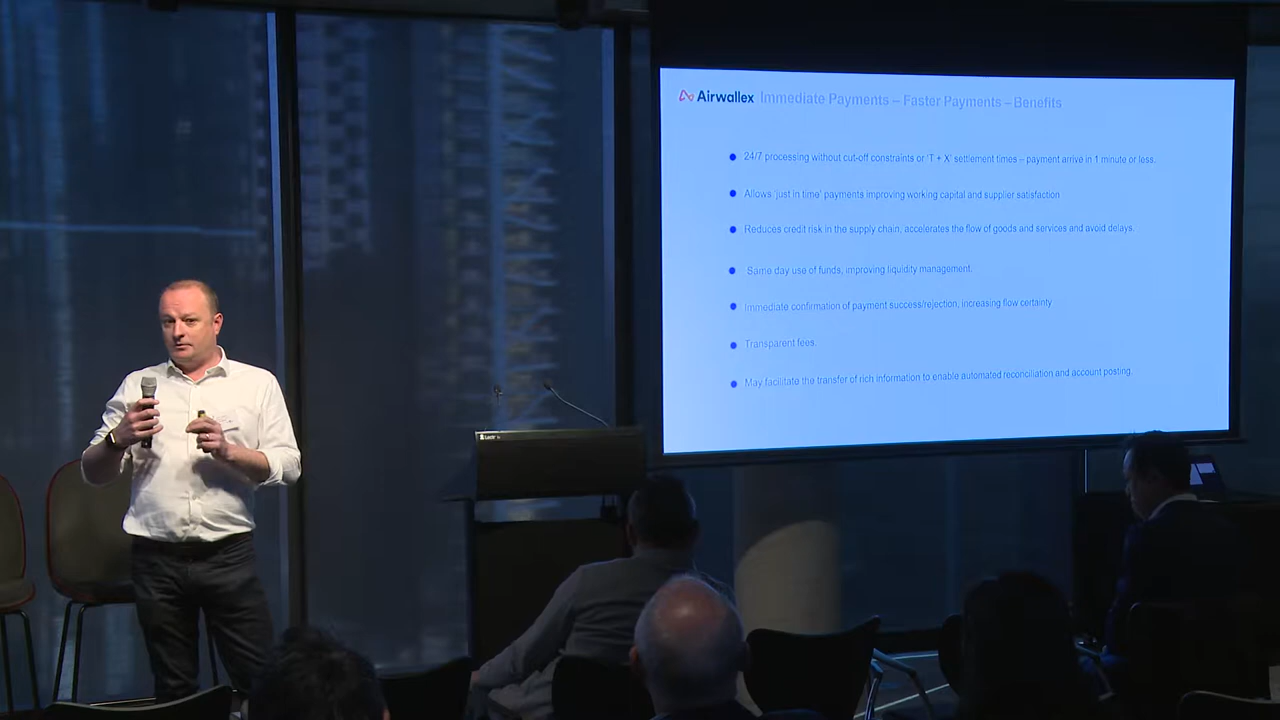 Airwallex Immediate Payments – Faster Payments – Benefits
24/7 processing without cut-off constraints or 'T + X' settlement times – payment arrive in 1 minute or less.
Allows 'just in time' payments improving working capital and supplier satisfaction
Reduces credit risk in the supply chain, accelerates the flow of goods and services and avoid delays.
Same day use of funds, improving liquidity management.
Immediate confirmation of payment success/rejection, increasing flow certainty
Transparent fees.
May facilitate the transfer of rich information to enable automated reconciliation and account posting.